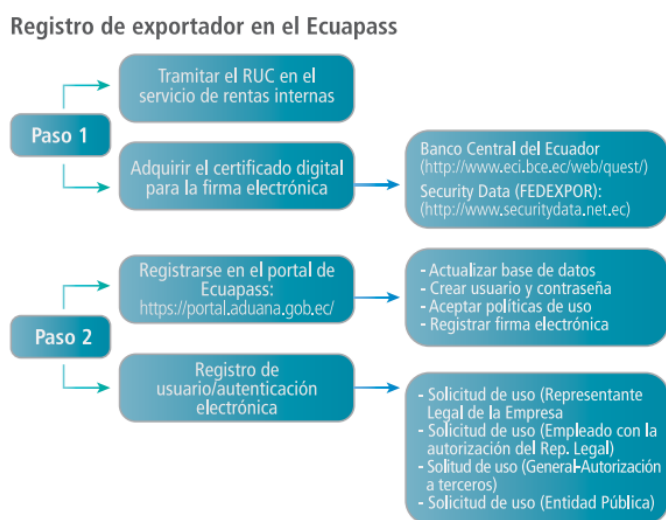 Registro de exportador en el Ecuapass
Paso 1
Tramitar el RUC en el
servicio de rentas internas
Adquirir el certificado digital
para la firma electrónica
Banco Central del Ecuador
(http://www.eci.bce.ec/web/quest/)
Security Data (FEDEXPOR):
(http://www.securitydata.net.ec)
Paso 2
Registrarse en el portal de
Ecuapass:
https://portal.aduana.gob.ec/
- Actualizar base de datos
- Crear usuario y contraseña
- Aceptar políticas de uso
- Registrar firma electrónica
Registro de
usuario/autenticación
electrónica
- Solicitud de uso (Representante
Legal de la Empresa
- Solicitud de uso (Empleado con la
autorización del Rep. Legal)
- Solitud de uso (General-Autorización
a terceros)
- Solicitud de uso (Entidad Pública)